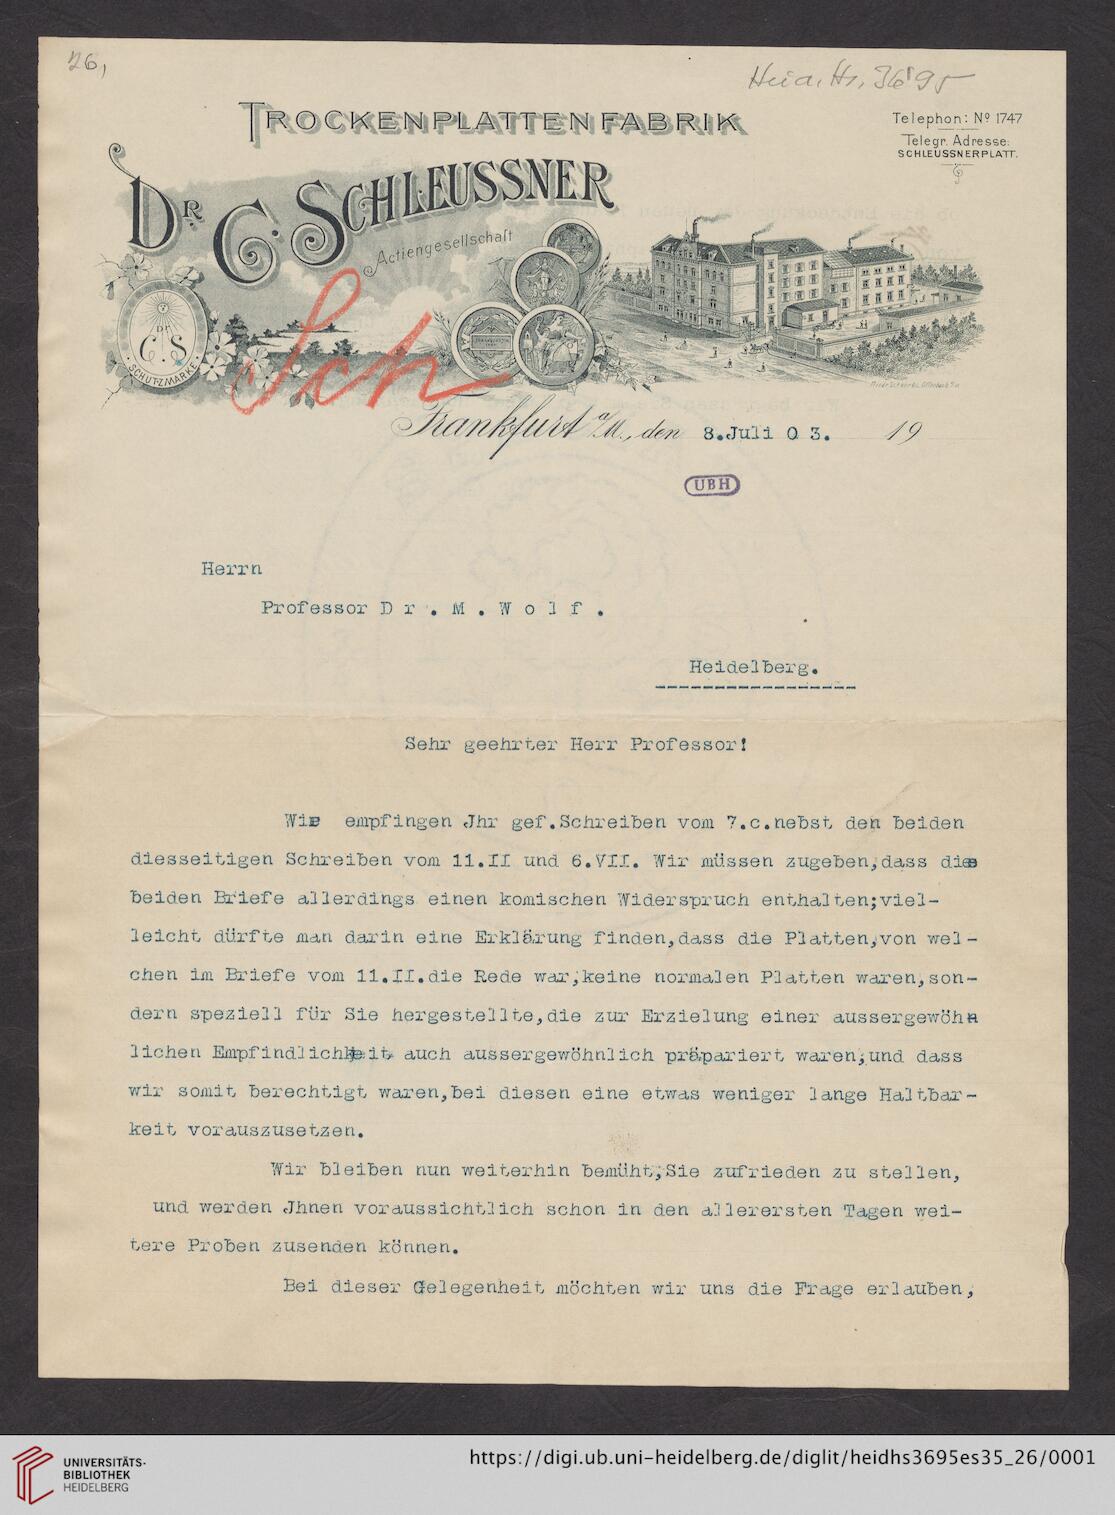 26,
Heid. Hs. 3695
TROCKENPLATTENFABRIK
Telephon: Nº 1747
Telegr. Adresse:
SCHLEUSSNERPLATT.
DR. C. SCHLEUSSNER
Actiengesellschaft
Dr
C. S.
SCHUTZMARKE
Sch
Frankfurt a/M., den 8.Juli 0 3. 19
UBH
Herrn
Professor D r . M . W o l f .
Heidelberg.
Sehr geehrter Herr Professor!
Wir empfingen Jhr gef.Schreiben vom 7.c.nebst den beiden
diesseitigen Schreiben vom 11.II und 6.VII. Wir müssen zugeben,dass die
beiden Briefe allerdings einen komischen Widerspruch enthalten;viel-
leicht dürfte man darin eine Erklärung finden,dass die Platten,von wel-
chen im Briefe vom 11.II.die Rede war,keine normalen Platten waren,son-
dern speziell für Sie hergestellte,die zur Erzielung einer aussergewöhn
lichen Empfindlichkeit auch aussergewöhnlich präpariert waren,und dass
wir somit berechtigt waren,bei diesen eine etwas weniger lange Haltbar-
keit vorauszusetzen.
Wir bleiben nun weiterhin bemüht,Sie zufrieden zu stellen,
und werden Jhnen voraussichtlich schon in den allerersten Tagen wei-
tere Proben zusenden können.
Bei dieser Gelegenheit möchten wir uns die Frage erlauben,
UNIVERSITÄTS-
BIBLIOTHEK
HEIDELBERG
https://digi.ub.uni-heidelberg.de/diglit/heidhs3695es35_26/0001